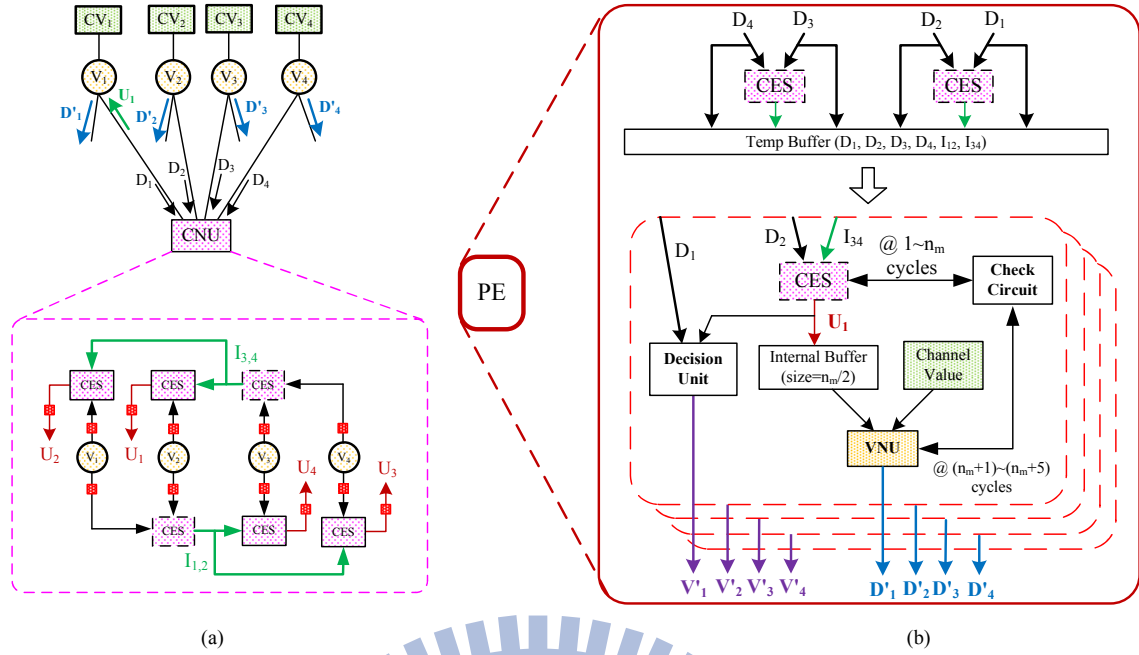 CV1 CV2 CV3 CV4
V1 V2 V3 V4
D'1 U1 D'2 D'3 D'4
D1 D2 D3 D4
CNU
I3,4
CES CES CES
U2 U1 U4 U3
V1 V2 V3 V4
CES CES CES
I1,2
(a)
PE
D4 D3 D2 D1
CES CES
Temp Buffer (D1, D2, D3, D4, I12, I34)
D1 D2 I34
CES
@ 1~nm
cycles
Check
Circuit
U1
Decision
Unit
Internal Buffer
(size=nm/2)
Channel
Value
VNU
@ (nm+1)~(nm+5)
cycles
V'1 V'2 V'3 V'4
D'1 D'2 D'3 D'4
(b)